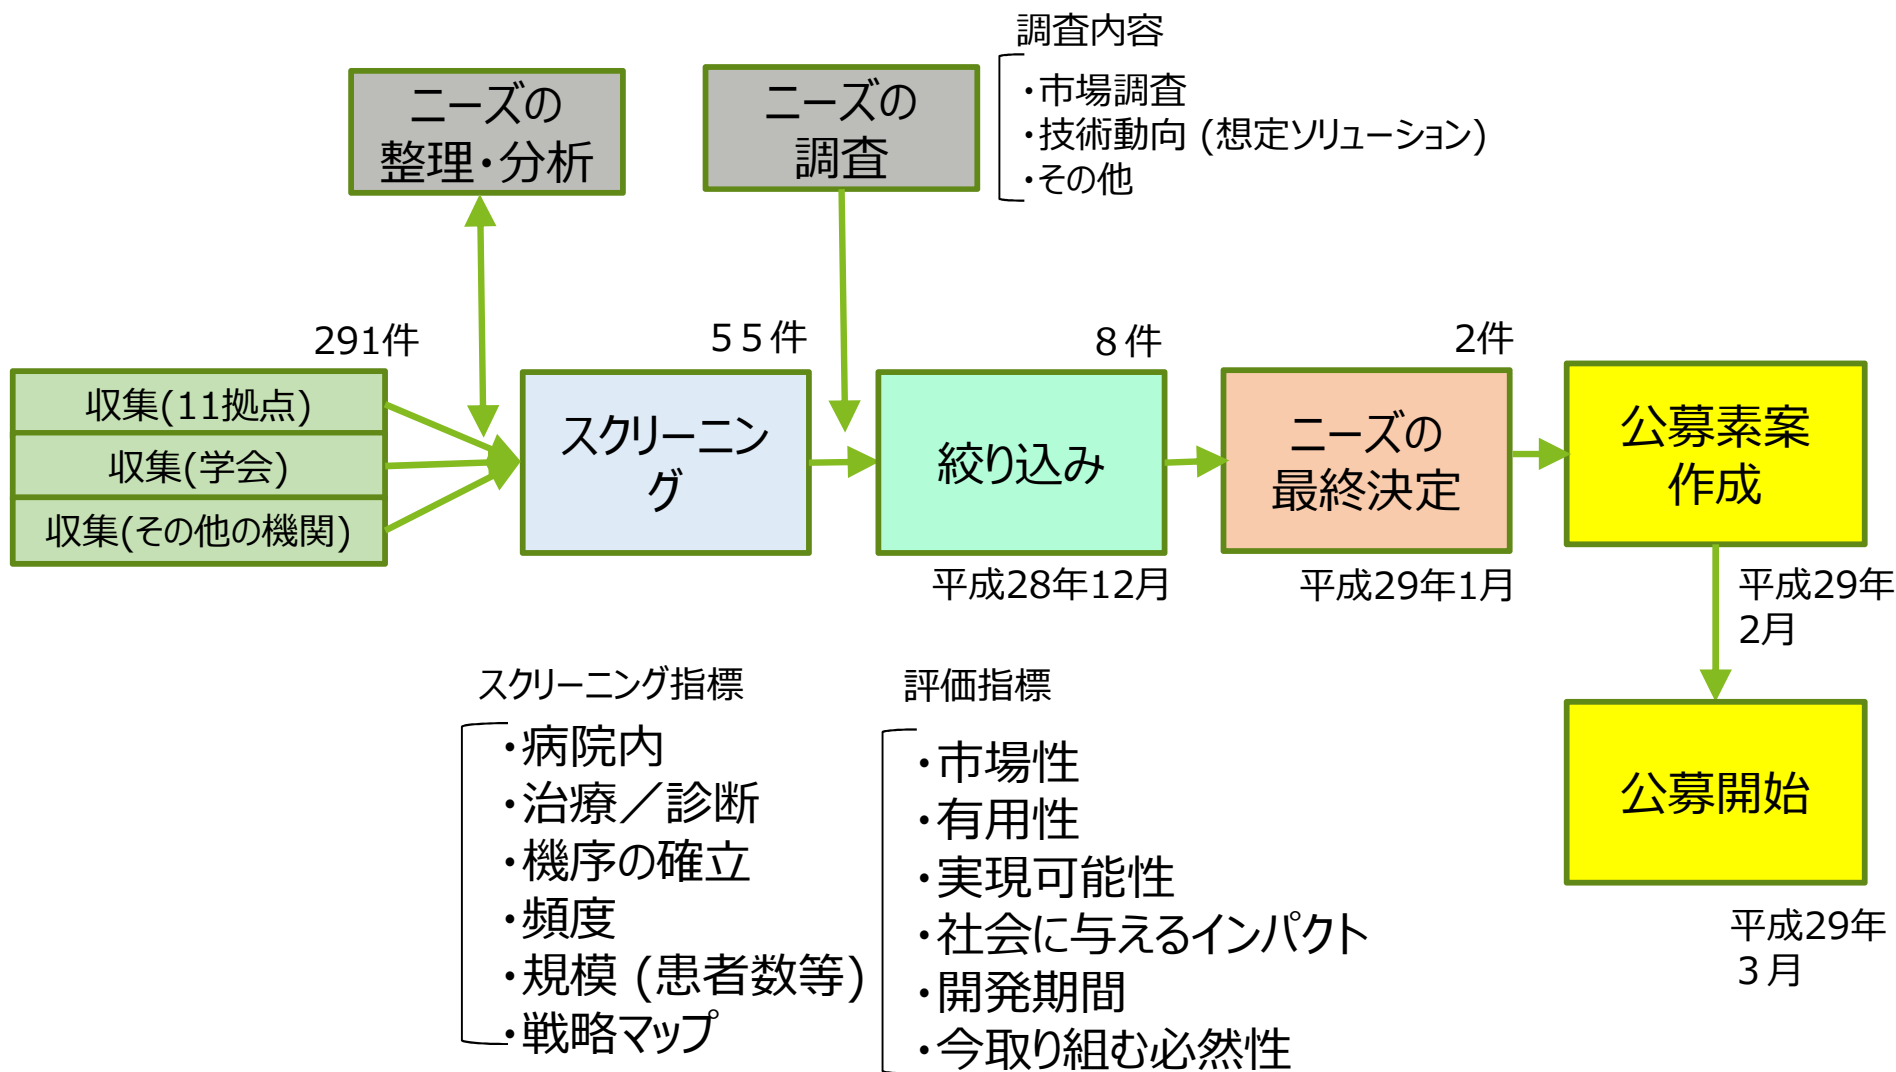 調査内容
・市場調査
・技術動向 (想定ソリューション)
・その他
ニーズの
整理・分析
ニーズの
調査
291件
５５件
８件
2件
収集(11拠点)
収集(学会)
収集(その他の機関)
スクリーニン
グ
絞り込み
ニーズの
最終決定
公募素案
作成
平成28年12月
平成29年1月
平成29年
2月
公募開始
平成29年
３月
スクリーニング指標
・病院内
・治療／診断
・機序の確立
・頻度
・規模 (患者数等)
・戦略マップ
評価指標
・市場性
・有用性
・実現可能性
・社会に与えるインパクト
・開発期間
・今取り組む必然性